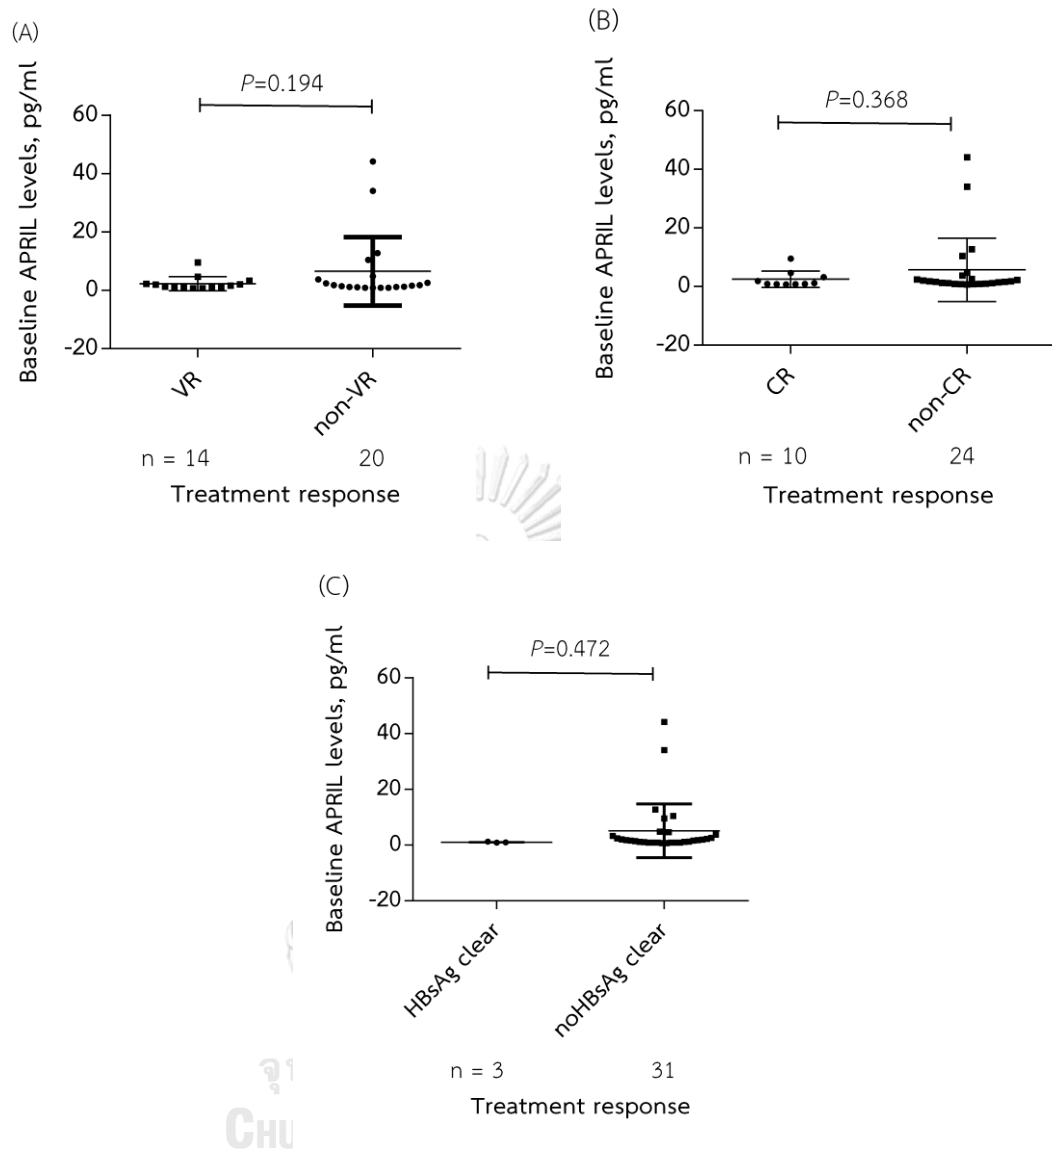 (A)
P=0.194
Baseline APRIL levels, pg/ml
60
40
20
0
-20
VR
non-VR
n = 14
20
Treatment response
(B)
P=0.368
Baseline APRIL levels, pg/ml
60
40
20
0
-20
CR
non-CR
n = 10
24
Treatment response
(C)
P=0.472
Baseline APRIL levels, pg/ml
60
40
20
0
-20
HBsAg clear
noHBsAg clear
n = 3
31
Treatment response
CHU